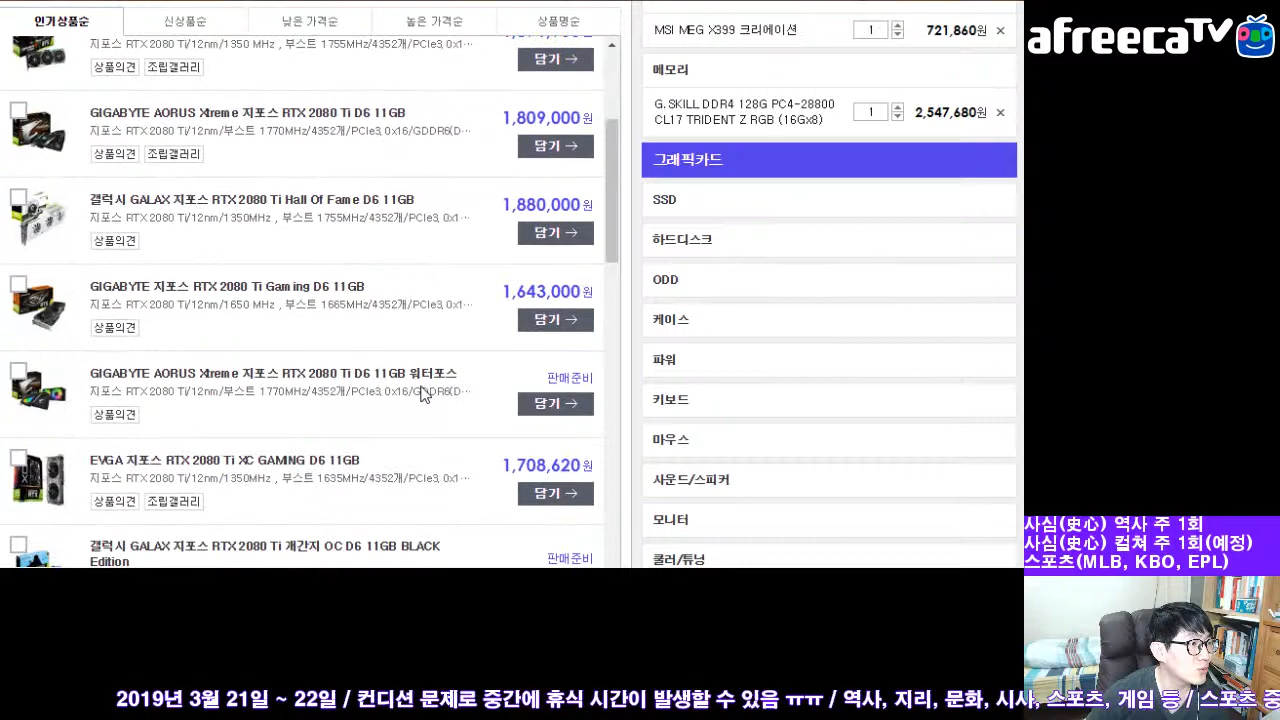 인기상품순
신상품순
낮은 가격순
높은 가격순
상품명순
지포스 RTX 2080 Ti/12nm/1350 MHz , 부스트 1755MHz/4352개/PCIe3, 0x1···
담기 →
상품의견 조립갤러리
GIGABYTE AORUS Xtreme 지포스 RTX 2080 Ti D6 11GB
1,809,000원
지포스 RTX 2080 Ti/12nm/부스트 1770MHz/4352개/PCIe3, 0x16/GDDR6(D···
담기 →
상품의견 조립갤러리
갤럭시 GALAX 지포스 RTX 2080 Ti Hall Of Fame D6 11GB
1,880,000원
지포스 RTX 2080 Ti/12nm/1350MHz , 부스트 1755MHz/4352개/PCIe3, 0x1···
담기 →
상품의견
GIGABYTE 지포스 RTX 2080 Ti Gaming D6 11GB
1,643,000원
지포스 RTX 2080 Ti/12nm/1650 MHz , 부스트 1665MHz/4352개/PCIe3, 0x1···
담기 →
상품의견
GIGABYTE AORUS Xtreme 지포스 RTX 2080 Ti D6 11GB 워터포스
판매준비
지포스 RTX 2080 Ti/12nm/부스트 1770MHz/4352개/PCIe3, 0x16/GDDR6(D···
담기 →
상품의견
EVGA 지포스 RTX 2080 Ti XC GAMING D6 11GB
1,708,620원
지포스 RTX 2080 Ti/12nm/1350MHz , 부스트 1635MHz/4352개/PCIe3, 0x1···
담기 →
상품의견 조립갤러리
갤럭시 GALAX 지포스 RTX 2080 Ti 개간지 OC D6 11GB BLACK
Edition
판매준비
MSI MEG X399 크리에이션 1 721,860원 ×
메모리
G.SKILL DDR4 128G PC4-28800
CL17 TRIDENT Z RGB (16Gx8)
1 2,547,680원 ×
그래픽카드
SSD
하드디스크
ODD
케이스
파워
키보드
마우스
사운드/스피커
모니터
쿨러/튜닝
afreecaTV
사심(史心) 역사 주 1회
사심(史心) 컬쳐 주 1회(예정)
스포츠(MLB, KBO, EPL)
2019년 3월 21일 ~ 22일 / 컨디션 문제로 중간에 휴식 시간이 발생할 수 있음 ㅠㅠ / 역사, 지리, 문화, 시사, 스포츠, 게임 등 / 스포츠 중